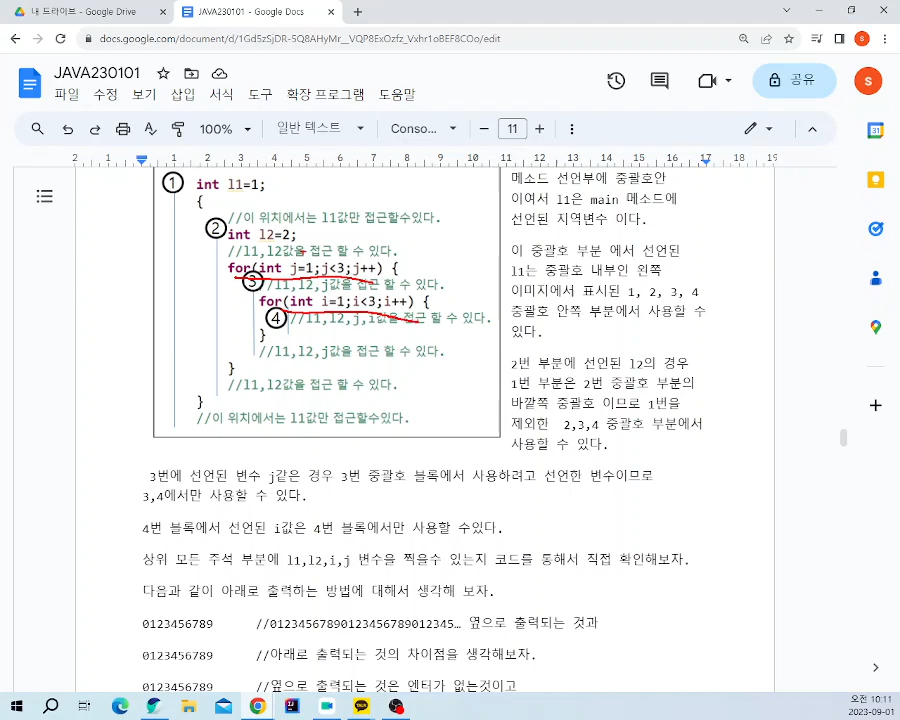 내 드라이브 - Google Drive
JAVA230101 - Google Docs
docs.google.com/document/d/1Gd5zSjDR-5Q8AHyMr__VQP8ExOzfz_Vxhr1oBEF8COo/edit
JAVA230101
파일 수정 보기 삽입 서식 도구 확장 프로그램 도움말
공유
S
100% 일반 텍스트 Conso... 11
2 1 1 2 3 4 5 6 7 8 9 10 11 12 13 14 15 16 17 18 19
① int l1=1;
{
//이 위치에서는 l1값만 접근할수있다.
② int l2=2;
//l1,l2값을 접근 할 수 있다.
for(int j=1;j<3;j++) {
③ //l1,l2,j값을 접근 할 수 있다.
for(int i=1;i<3;i++) {
④ //l1,l2,j,i값을 접근 할 수 있다.
}
//l1,l2,j값을 접근 할 수 있다.
}
//l1,l2값을 접근 할 수 있다.
}
//이 위치에서는 l1값만 접근할수있다.
메소드 선언부에 중괄호안
이여서 l1은 main 메소드에
선언된 지역변수 이다.
이 중괄호 부분 에서 선언된
l1는 중괄호 내부인 왼쪽
이미지에서 표시된 1, 2, 3, 4
중괄호 안쪽 부분에서 사용할 수
있다.
2번 부분에 선언된 l2의 경우
1번 부분은 2번 중괄호 부분의
바깥쪽 중괄호 이므로 1번을
제외한 2,3,4 중괄호 부분에서
사용할 수 있다.
3번에 선언된 변수 j같은 경우 3번 중괄호 블록에서 사용하려고 선언한 변수이므로
3,4에서만 사용할 수 있다.
4번 블록에서 선언된 i값은 4번 블록에서만 사용할 수있다.
상위 모든 주석 부분에 l1,l2,i,j 변수을 찍을수 있는지 코드를 통해서 직접 확인해보자.
다음과 같이 아래로 출력하는 방법에 대해서 생각해 보자.
0123456789 //01234567890123456789012345… 옆으로 출력되는 것과
0123456789 //아래로 출력되는 것의 차이점을 생각해보자.
0123456789 //옆으로 출력되는 것은 엔터가 없는것이고
오전 10:11
2023-09-01